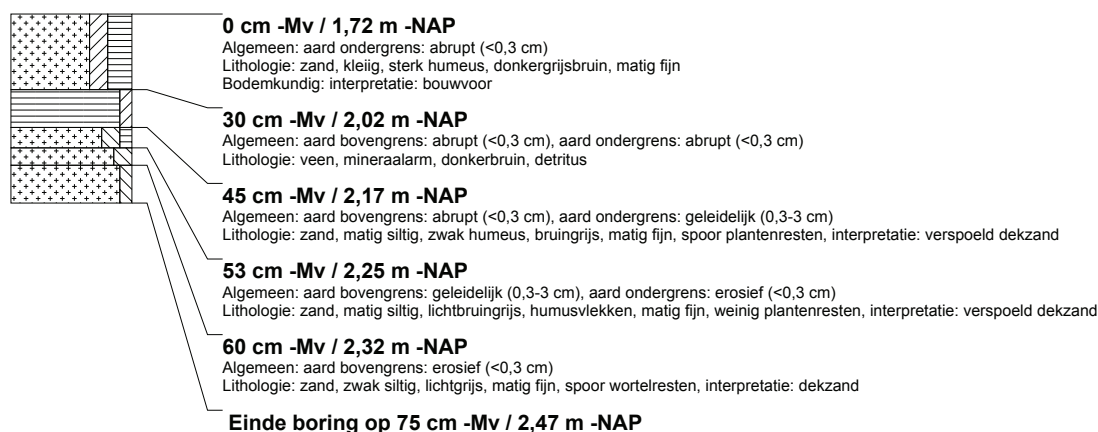 0 cm -Mv / 1,72 m -NAP
Algemeen: aard ondergrens: abrupt (<0,3 cm)
Lithologie: zand, kleiig, sterk humeus, donkergrijsbruin, matig fijn
Bodemkundig: interpretatie: bouwvoor
30 cm -Mv / 2,02 m -NAP
Algemeen: aard bovengrens: abrupt (<0,3 cm), aard ondergrens: abrupt (<0,3 cm)
Lithologie: veen, mineraalarm, donkerbruin, detritus
45 cm -Mv / 2,17 m -NAP
Algemeen: aard bovengrens: abrupt (<0,3 cm), aard ondergrens: geleidelijk (0,3-3 cm)
Lithologie: zand, matig siltig, zwak humeus, bruingrijs, matig fijn, spoor plantenresten, interpretatie: verspoeld dekzand
53 cm -Mv / 2,25 m -NAP
Algemeen: aard bovengrens: geleidelijk (0,3-3 cm), aard ondergrens: erosief (<0,3 cm)
Lithologie: zand, matig siltig, lichtbruingrijs, humusvlekken, matig fijn, weinig plantenresten, interpretatie: verspoeld dekzand
60 cm -Mv / 2,32 m -NAP
Algemeen: aard bovengrens: erosief (<0,3 cm)
Lithologie: zand, zwak siltig, lichtgrijs, matig fijn, spoor wortelresten, interpretatie: dekzand
Einde boring op 75 cm -Mv / 2,47 m -NAP